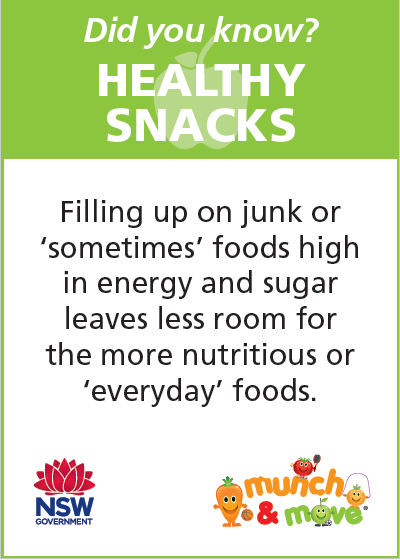 Did you know?
HEALTHY
SNACKS
Filling up on junk or
‘sometimes’ foods high
in energy and sugar
leaves less room for
the more nutritious or
‘everyday’ foods.
NSW
GOVERNMENT
munch
& move